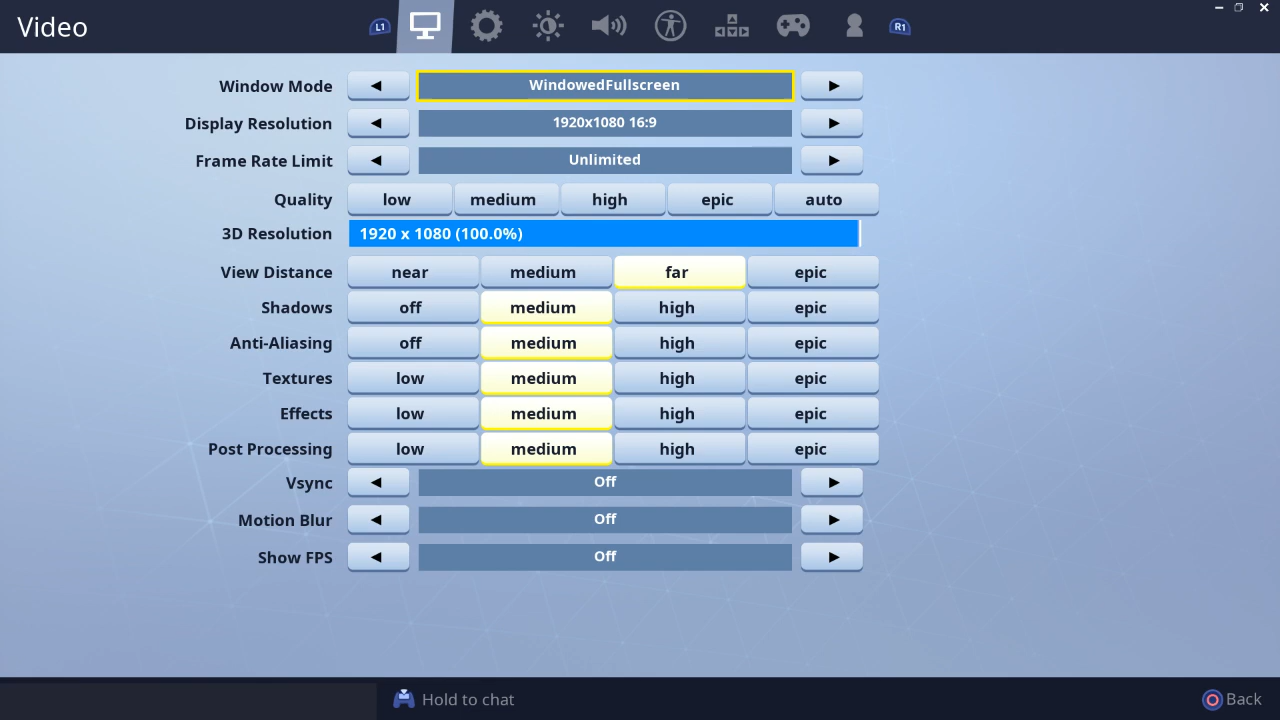 Video
L1
R1
Window Mode
WindowedFullscreen
Display Resolution
1920x1080 16:9
Frame Rate Limit
Unlimited
Quality low medium high epic auto
3D Resolution
1920 x 1080 (100.0%)
View Distance near medium far epic
Shadows off medium high epic
Anti-Aliasing off medium high epic
Textures low medium high epic
Effects low medium high epic
Post Processing low medium high epic
Vsync
Off
Motion Blur
Off
Show FPS
Off
Hold to chat
Back